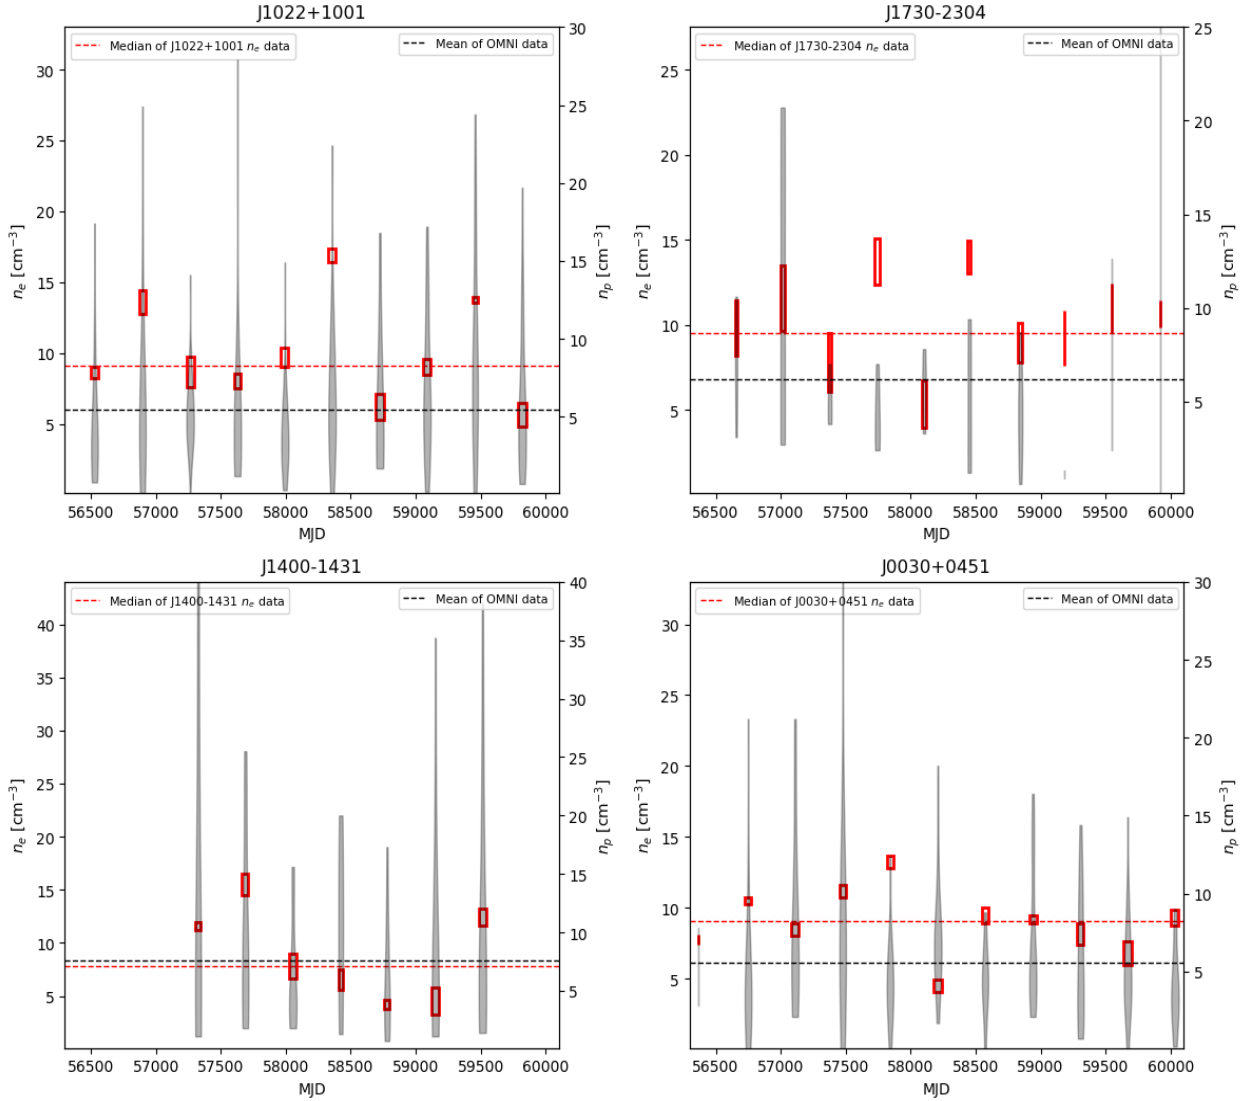 J1022+1001
Median of J1022+1001 n_e data
Mean of OMNI data
30
25
20
15
10
5
n_e [cm⁻³]
30
25
20
15
10
5
n_p [cm⁻³]
56500 57000 57500 58000 58500 59000 59500 60000
MJD
J1730-2304
Median of J1730-2304 n_e data
Mean of OMNI data
25
20
15
10
5
n_e [cm⁻³]
25
20
15
10
5
n_p [cm⁻³]
56500 57000 57500 58000 58500 59000 59500 60000
MJD
J1400-1431
Median of J1400-1431 n_e data
Mean of OMNI data
40
35
30
25
20
15
10
5
n_e [cm⁻³]
40
35
30
25
20
15
10
5
n_p [cm⁻³]
56500 57000 57500 58000 58500 59000 59500 60000
MJD
J0030+0451
Median of J0030+0451 n_e data
Mean of OMNI data
30
25
20
15
10
5
n_e [cm⁻³]
30
25
20
15
10
5
n_p [cm⁻³]
56500 57000 57500 58000 58500 59000 59500 60000
MJD